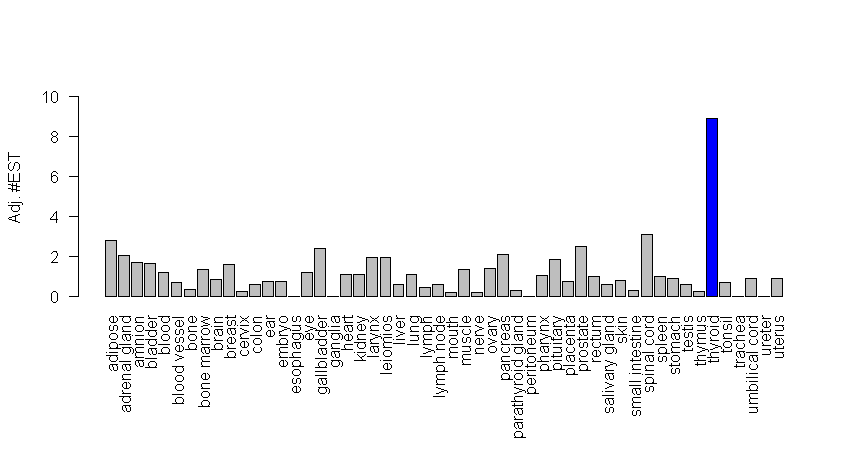 Adj. #EST
10
8
6
4
2
0
adipose
adrenal gland
amnion
bladder
blood
blood vessel
bone
bone marrow
brain
breast
cervix
colon
ear
embryo
esophagus
eye
gallbladder
ganglia
heart
kidney
larynx
leiomios
liver
lung
lymph
lymph node
mouth
muscle
nerve
ovary
pancreas
parathyroid gland
peritoneum
pharynx
pituitary
placenta
prostate
rectum
salivary gland
skin
small intestine
spinal cord
spleen
stomach
testis
thymus
thyroid
tonsil
trachea
umbilical cord
ureter
uterus